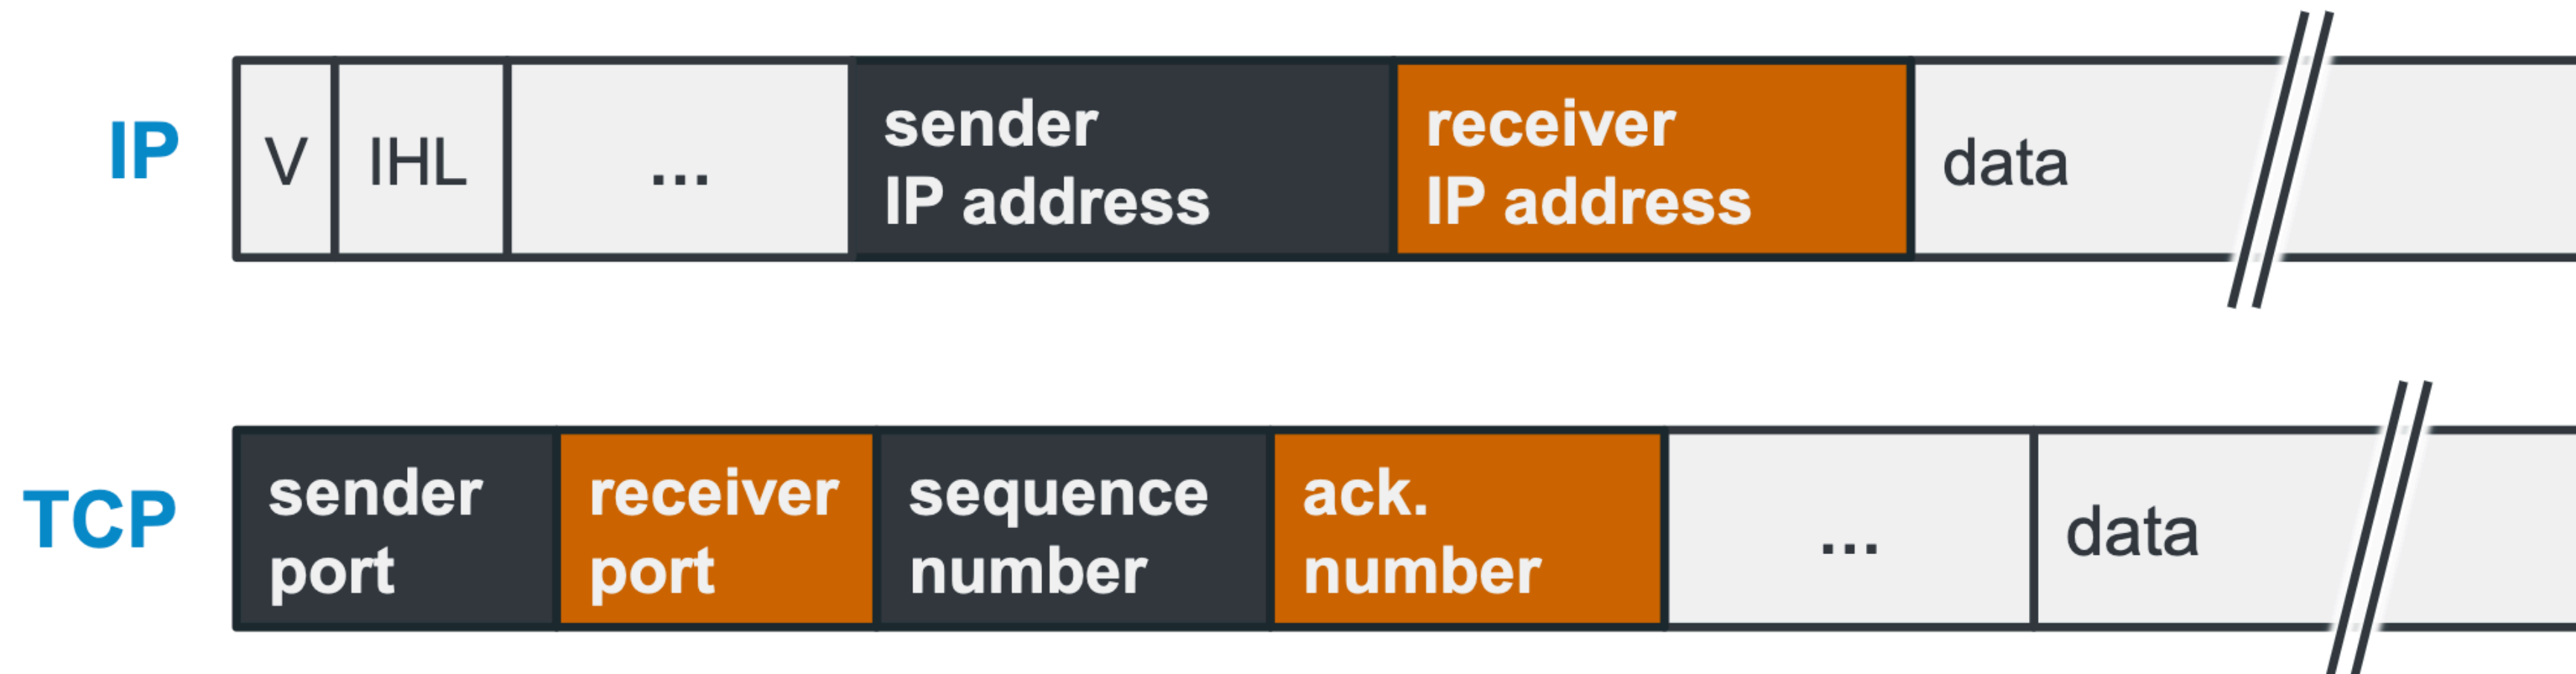 IP
V
IHL
...
sender
IP address
receiver
IP address
data
TCP
sender
port
receiver
port
sequence
number
ack.
number
...
data